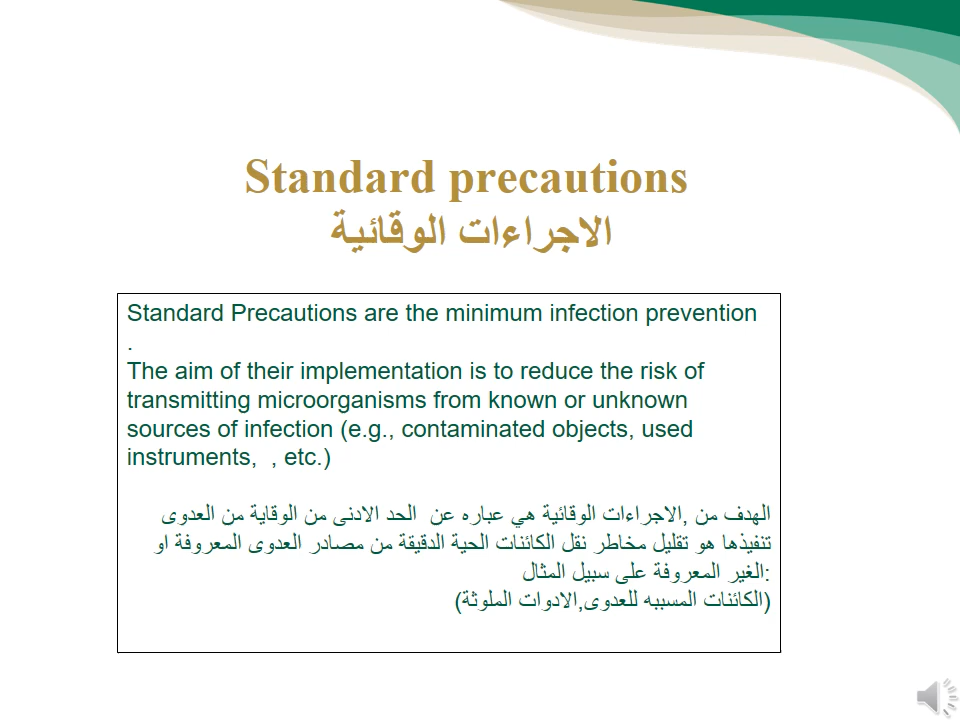 Standard precautions
الاجراءات الوقائية
Standard Precautions are the minimum infection prevention
.
The aim of their implementation is to reduce the risk of
transmitting microorganisms from known or unknown
sources of infection (e.g., contaminated objects, used
instruments,  , etc.)
الهدف من ,الاجراءات الوقائية هي عباره عن الحد الادنى من الوقاية من العدوى
تنفيذها هو تقليل مخاطر نقل الكائنات الحية الدقيقة من مصادر العدوى المعروفة او
:الغير المعروفة على سبيل المثال
(الكائنات المسببه للعدوى,الادوات الملوثة)